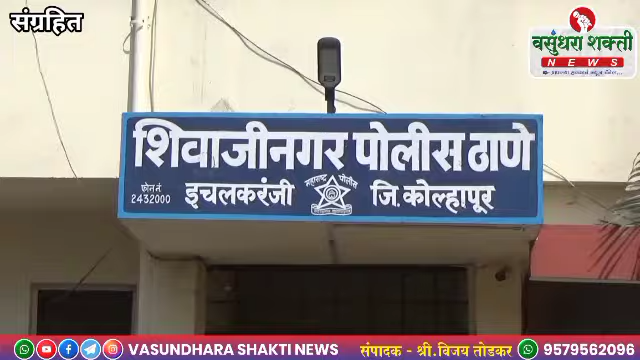 संग्रहित
वसुंधरा शक्ती
NEWS
शिवाजीनगर पोलीस ठाणे
फोन नं
2432000
इचलकरंजी
महाराष्ट्र पोलीस
जि. कोल्हापूर
VASUNDHARA SHAKTI NEWS
संपादक - श्री. विजय तोडकर
9579562096